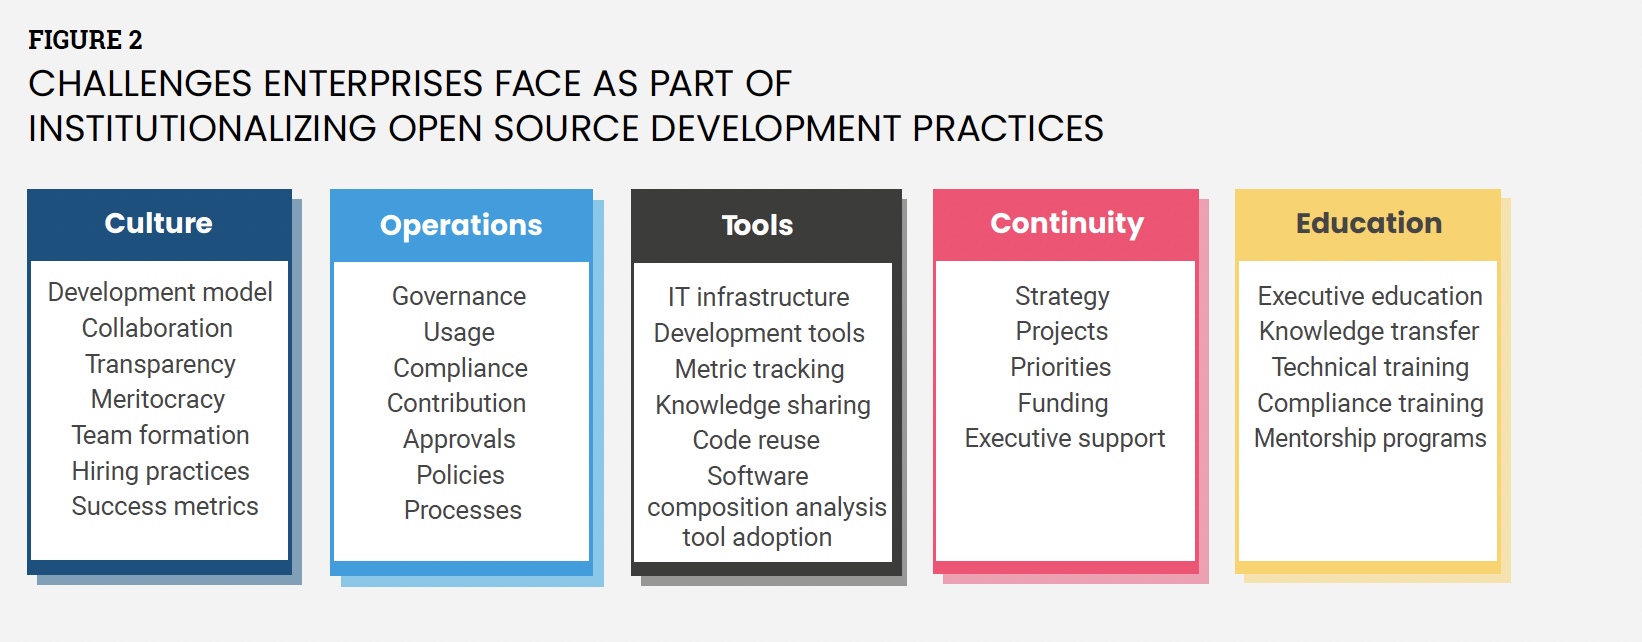 FIGURE 2
CHALLENGES ENTERPRISES FACE AS PART OF
INSTITUTIONALIZING OPEN SOURCE DEVELOPMENT PRACTICES
Culture
Development model
Collaboration
Transparency
Meritocracy
Team formation
Hiring practices
Success metrics
Operations
Governance
Usage
Compliance
Contribution
Approvals
Policies
Processes
Tools
IT infrastructure
Development tools
Metric tracking
Knowledge sharing
Code reuse
Software
composition analysis
tool adoption
Continuity
Strategy
Projects
Priorities
Funding
Executive support
Education
Executive education
Knowledge transfer
Technical training
Compliance training
Mentorship programs